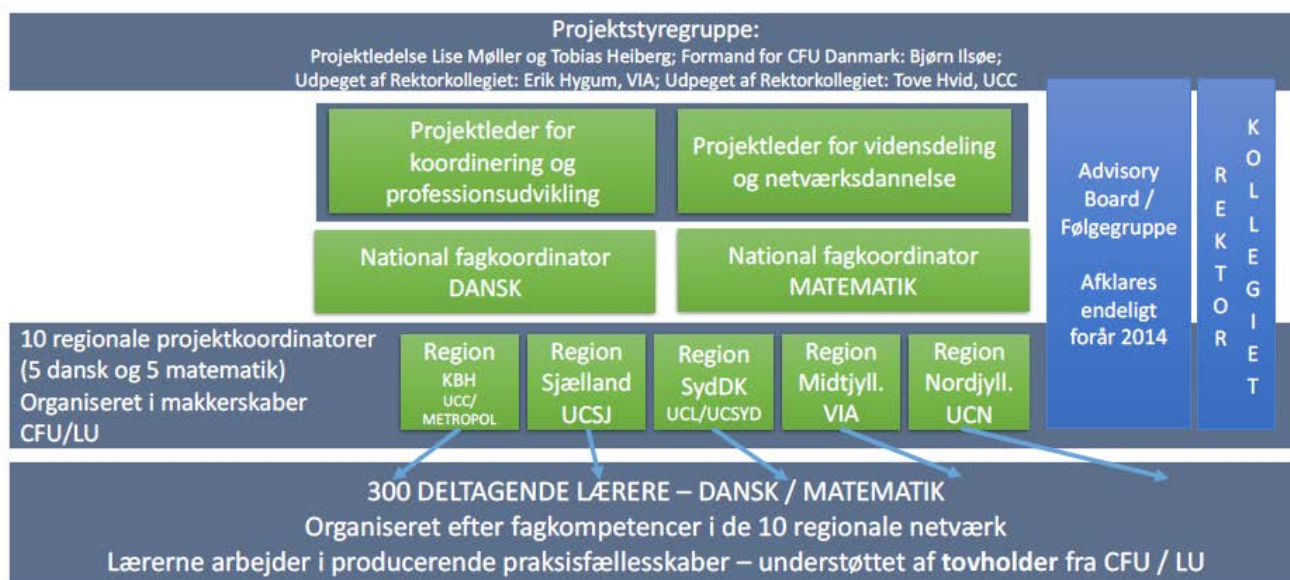 Projektstyregruppe:
Projektledelse Lise Møller og Tobias Heiberg; Formand for CFU Danmark: Bjørn Ilsøe;
Udpeget af Rektorkollegiet: Erik Hygum, VIA; Udpeget af Rektorkollegiet: Tove Hvid, UCC
Projektleder for
koordinering og
professionsudvikling
Projektleder for vidensdeling
og netværksdannelse
National fagkoordinator
DANSK
National fagkoordinator
MATEMATIK
Advisory
Board /
Følgegruppe
Afklares
endeligt
forår 2014
REKTOR
KOLLEGIET
10 regionale projektkoordinatorer
(5 dansk og 5 matematik)
Organiseret i makkerskaber
CFU/LU
Region
KBH
UCC/
METROPOL
Region
Sjælland
UCSJ
Region
SydDK
UCL/UCSYD
Region
Midtjyll.
VIA
Region
Nordjyll.
UCN
300 DELTAGENDE LÆRERE – DANSK / MATEMATIK
Organiseret efter fagkompetencer i de 10 regionale netværk
Lærerne arbejder i producerende praksisfællesskaber – understøttet af tovholder fra CFU / LU